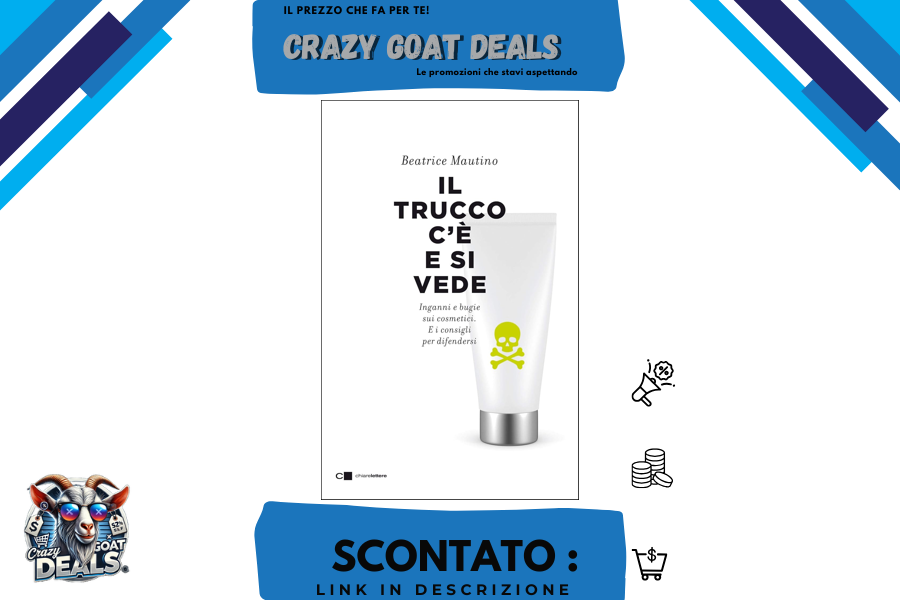 IL PREZZO CHE FA PER TE!
CRAZY GOAT DEALS
Le promozioni che stavi aspettando
Beatrice Mautino
IL
TRUCCO
C'È
E SI
VEDE
Inganni e bugie
sui cosmetici.
E i consigli
per difendersi
chiarelettere
$
Crazy
GOAT
DEALS
SCONTATO :
LINK IN DESCRIZIONE